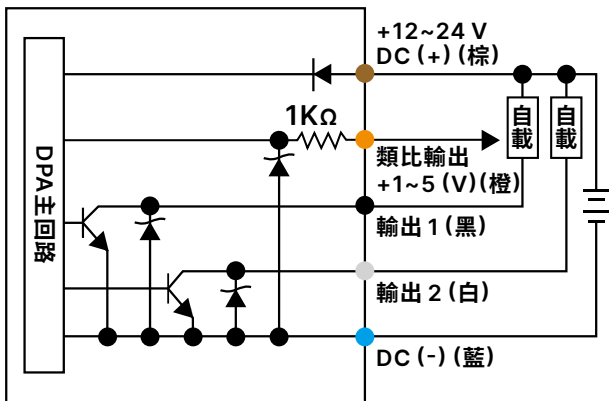 +12~24 V
DC (+) (棕)
1KΩ
類比輸出
+1~5 (V) (橙)
輸出 1 (黑)
輸出 2 (白)
DC (-) (藍)
DPA主回路
自載
自載